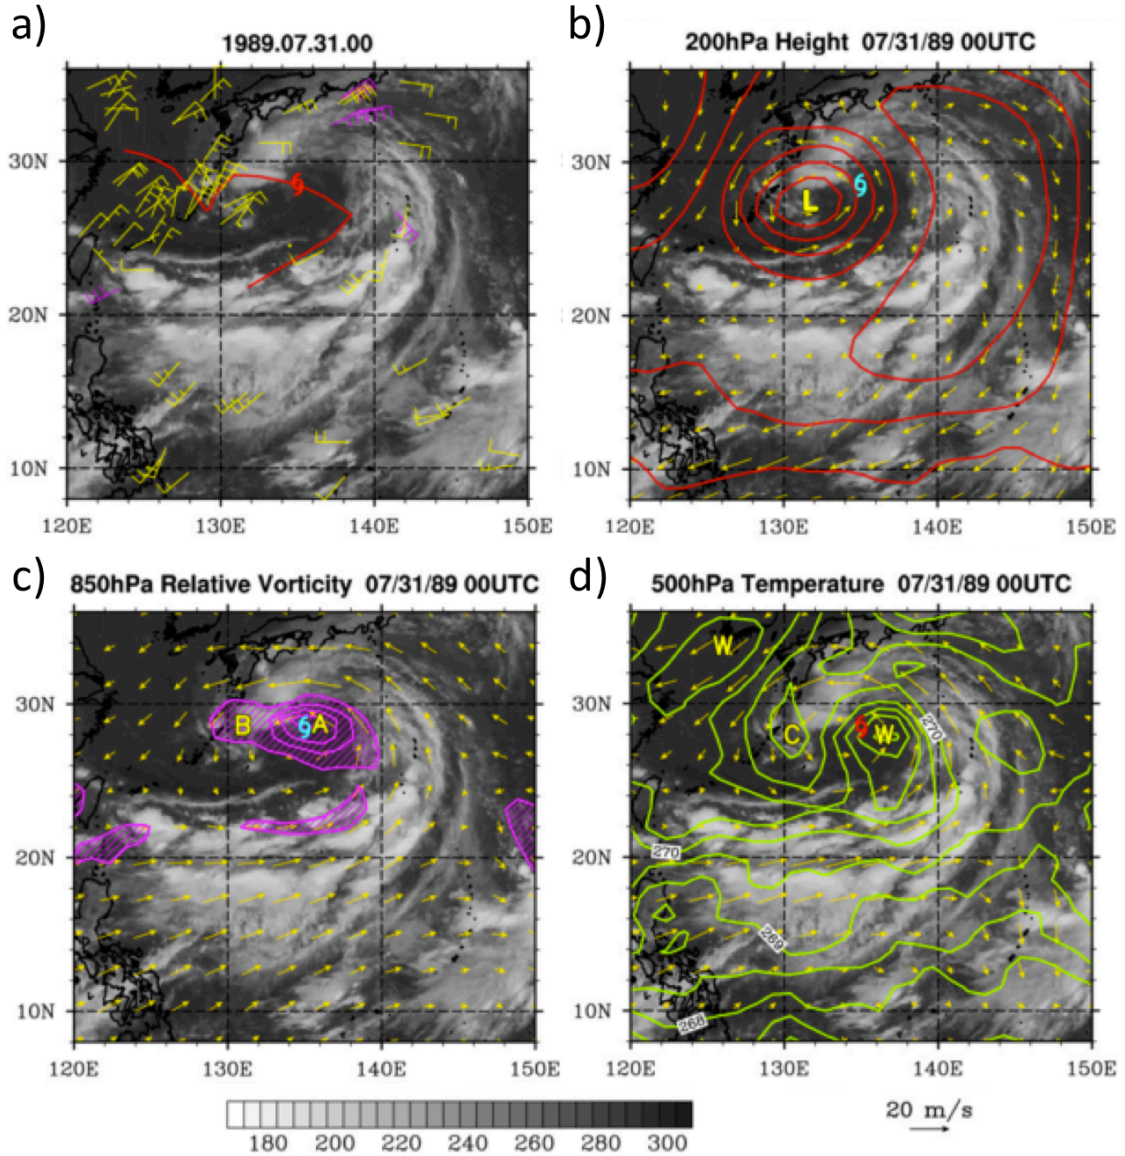 a)
1989.07.31.00
30N
20N
10N
120E 130E 140E 150E
b)
200hPa Height 07/31/89 00UTC
L
30N
20N
10N
120E 130E 140E 150E
c)
850hPa Relative Vorticity 07/31/89 00UTC
B A
30N
20N
10N
120E 130E 140E 150E
d)
500hPa Temperature 07/31/89 00UTC
W
30N
C W
270
20N
270
269
10N
268
120E 130E 140E 150E
180 200 220 240 260 280 300
20 m/s